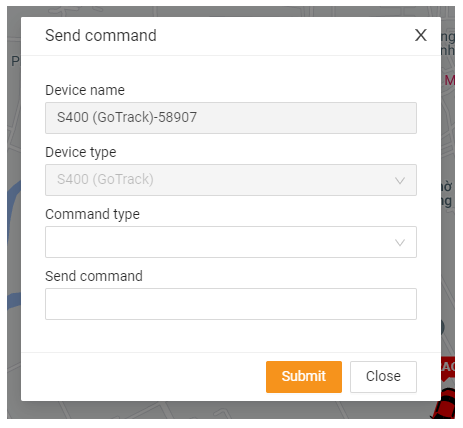 Send command
X
Device name
S400 (GoTrack)-58907
Device type
S400 (GoTrack)
Command type
Send command
Submit
Close